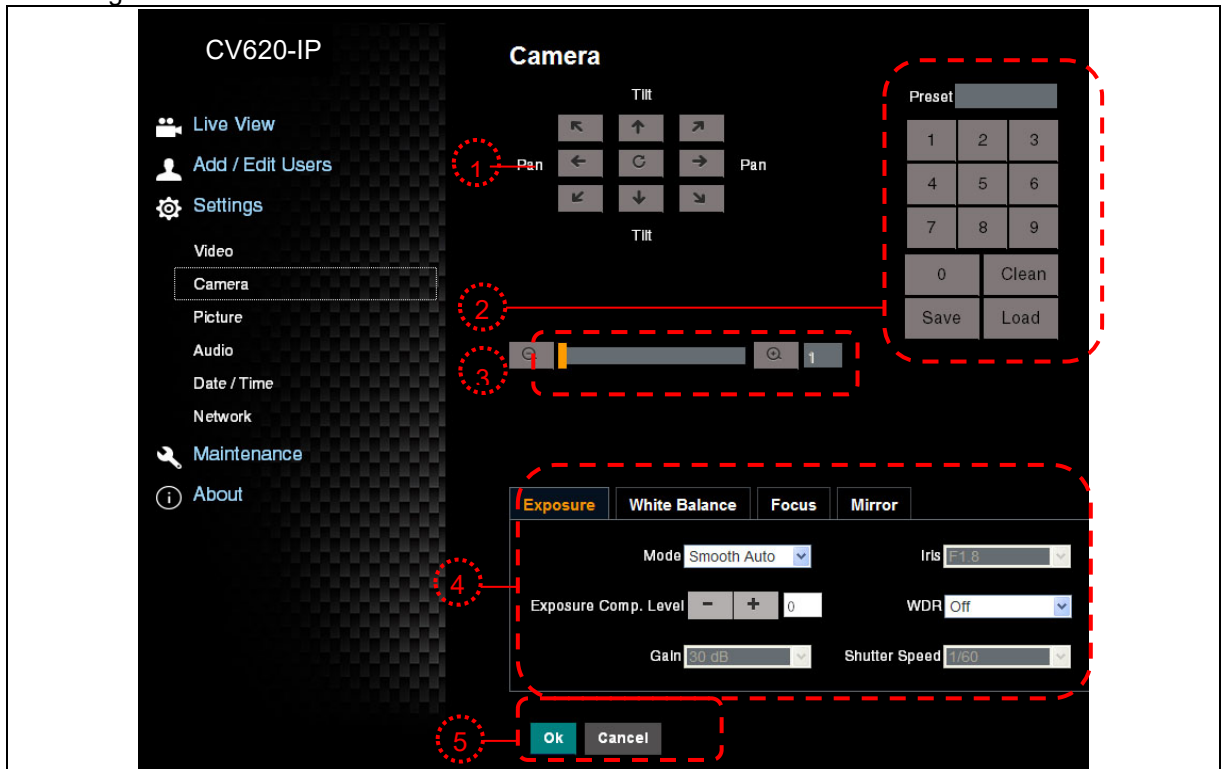 CV620-IP
Live View
Add / Edit Users
Settings
Video
Camera
Picture
Audio
Date / Time
Network
Maintenance
About
Camera
Tilt
1
Pan
Pan
Tilt
2
Preset
1 2 3
4 5 6
7 8 9
0 Clean
Save Load
3
1
4
Exposure White Balance Focus Mirror
Mode Smooth Auto Iris F1.8
Exposure Comp. Level - + 0 WDR Off
Gain 30 dB Shutter Speed 1/60
5
Ok Cancel